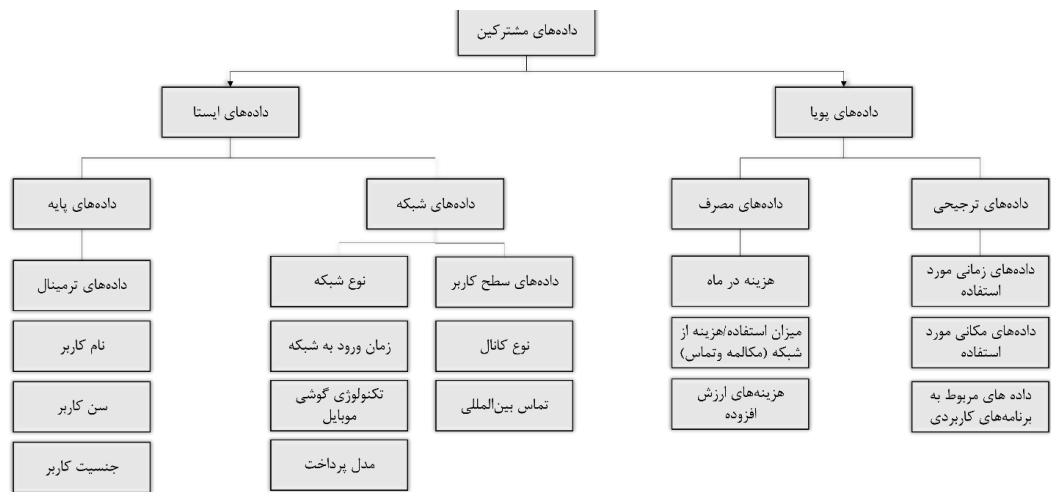 داده‌های مشترکین
داده‌های پویا
داده‌های ایستا
داده‌های ترجیحی
داده‌های مصرف
داده‌های شبکه
داده‌های پایه
داده‌های زمانی مورد
استفاده
داده‌های مکانی مورد
استفاده
داده های مربوط به
برنامه‌های کاربردی
هزینه در ماه
میزان استفاده/هزینه از
شبکه (مکالمه وتماس)
هزینه‌های ارزش
افزوده
داده‌های سطح کاربر
نوع کانال
تماس بین‌المللی
نوع شبکه
زمان ورود به شبکه
تکنولوژی گوشی
موبایل
مدل پرداخت
داده‌های ترمینال
نام کاربر
سن کاربر
جنسیت کاربر